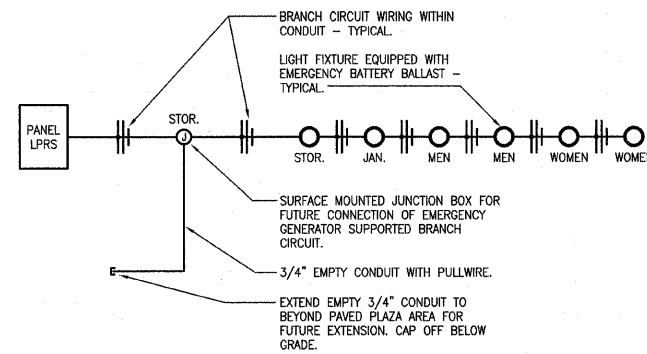 BRANCH CIRCUIT WIRING WITHIN
CONDUIT – TYPICAL.
LIGHT FIXTURE EQUIPPED WITH
EMERGENCY BATTERY BALLAST –
TYPICAL.
PANEL
LPRS
STOR.
J
STOR.
JAN.
MEN
MEN
WOMEN
WOME
SURFACE MOUNTED JUNCTION BOX FOR
FUTURE CONNECTION OF EMERGENCY
GENERATOR SUPPORTED BRANCH
CIRCUIT.
3/4" EMPTY CONDUIT WITH PULLWIRE.
EXTEND EMPTY 3/4" CONDUIT TO
BEYOND PAVED PLAZA AREA FOR
FUTURE EXTENSION. CAP OFF BELOW
GRADE.